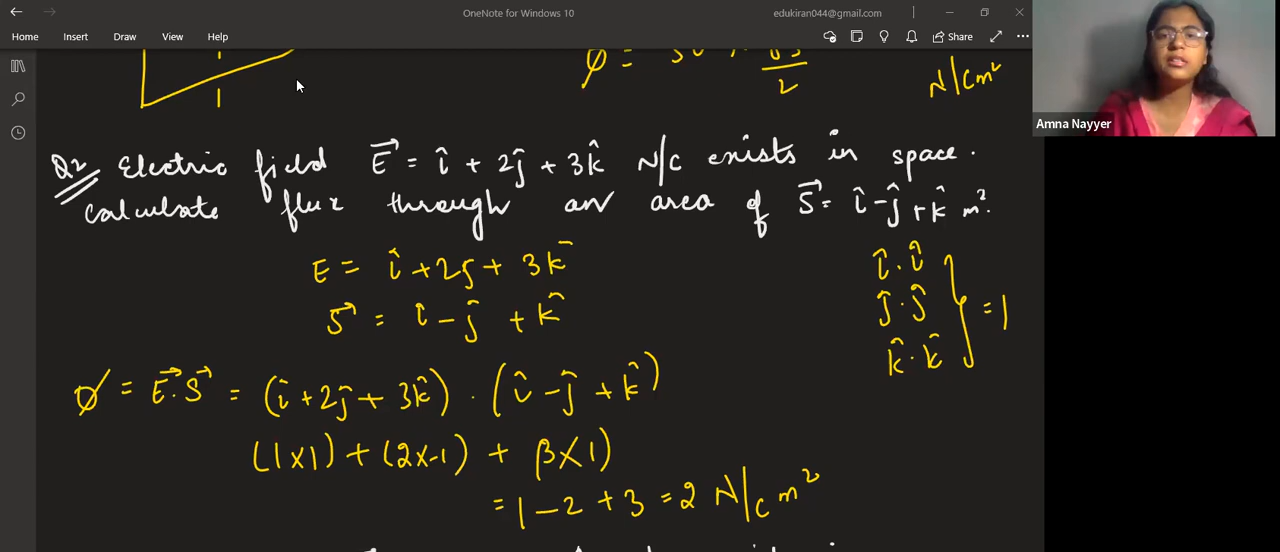 OneNote for Windows 10
edukiran044@gmail.com
Home Insert Draw View Help
Share
φ =
2
N/Cm²
Amna Nayyer
Q2 Electric field E⃗ = î + 2ĵ + 3k̂ N/C exists in space.
calculate flux through an area of S⃗ = î - ĵ + k̂ m².
E = î + 2ĵ + 3k̂
S⃗ = î - ĵ + k̂
î . î
ĵ . ĵ
k̂ . k̂
} = 1
φ = E⃗.S⃗ = (î + 2ĵ + 3k̂) . (î - ĵ + k̂)
(1×1) + (2×-1) + (3×1)
= 1 - 2 + 3 = 2 N/C m²